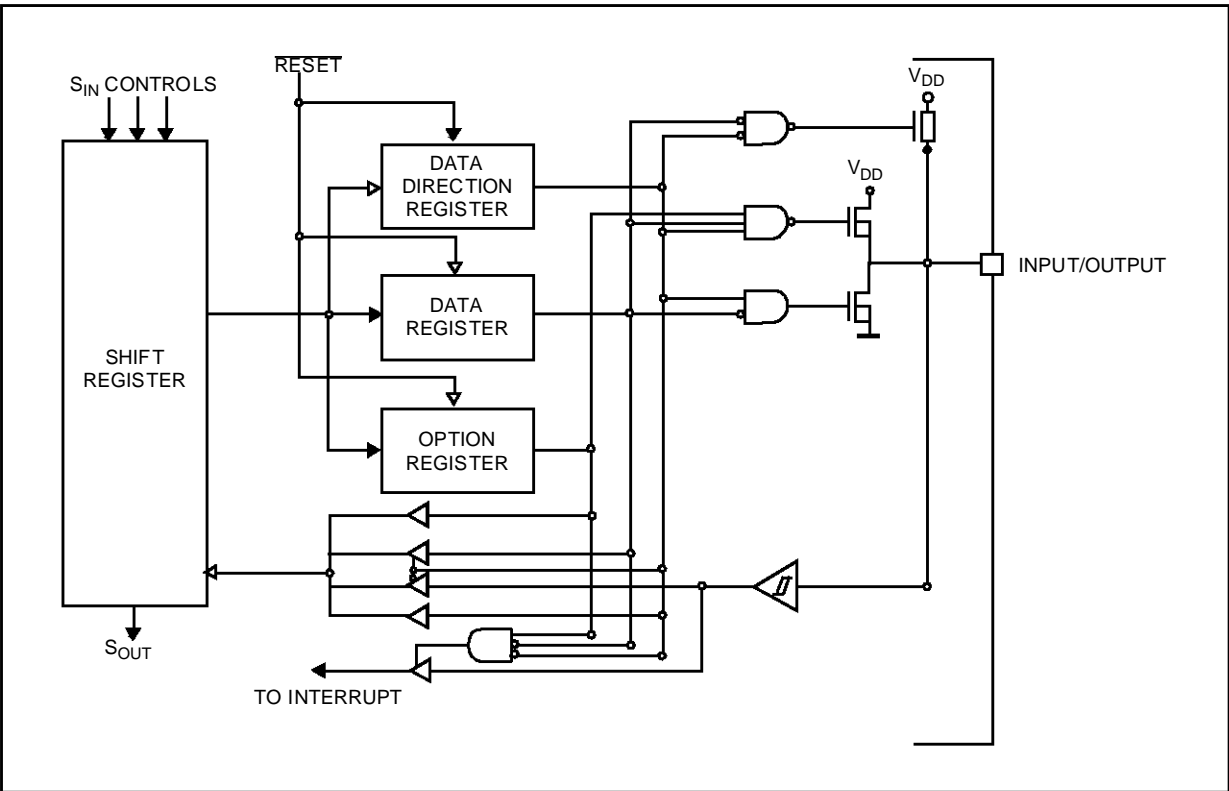 S_IN CONTROLS
RESET
V_DD
DATA
DIRECTION
REGISTER
V_DD
INPUT/OUTPUT
DATA
REGISTER
SHIFT
REGISTER
OPTION
REGISTER
S_OUT
TO INTERRUPT